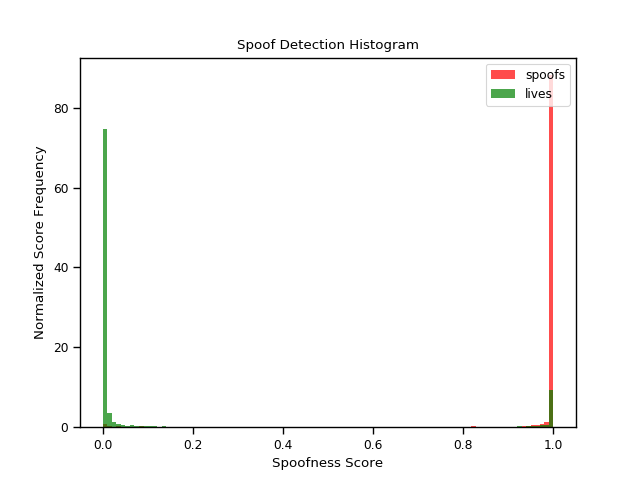 Spoof Detection Histogram
spoofs
lives
Normalized Score Frequency
80
60
40
20
0
0.0 0.2 0.4 0.6 0.8 1.0
Spoofness Score